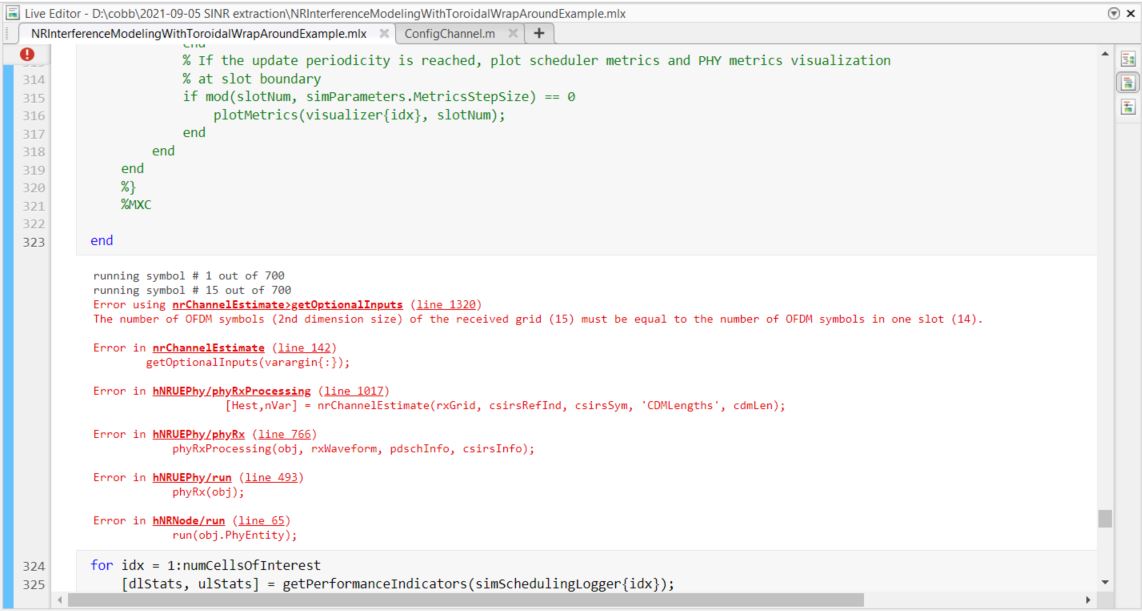 Live Editor - D:\cobb\2021-09-05 SINR extraction\NRInterferenceModelingWithToroidalWrapAroundExample.mlx
NRInterferenceModelingWithToroidalWrapAroundExample.mlx ConfigChannel.m
end
% If the update periodicity is reached, plot scheduler metrics and PHY metrics visualization
314 % at slot boundary
315 if mod(slotNum, simParameters.MetricsStepSize) == 0
316 plotMetrics(visualizer{idx}, slotNum);
317 end
318 end
319 end
320 %}
321 %MXC
322
323 end
running symbol # 1 out of 700
running symbol # 15 out of 700
Error using nrChannelEstimate>getOptionalInputs (line 1320)
The number of OFDM symbols (2nd dimension size) of the received grid (15) must be equal to the number of OFDM symbols in one slot (14).
Error in nrChannelEstimate (line 142)
getOptionalInputs(varargin{:});
Error in hNRUEPhy/phyRxProcessing (line 1017)
[Hest,nVar] = nrChannelEstimate(rxGrid, csirsRefInd, csirsSym, 'CDMLengths', cdmLen);
Error in hNRUEPhy/phyRx (line 766)
phyRxProcessing(obj, rxWaveform, pdschInfo, csirsInfo);
Error in hNRUEPhy/run (line 493)
phyRx(obj);
Error in hNRNode/run (line 65)
run(obj.PhyEntity);
324 for idx = 1:numCellsOfInterest
325 [dlStats, ulStats] = getPerformanceIndicators(simSchedulingLogger{idx});